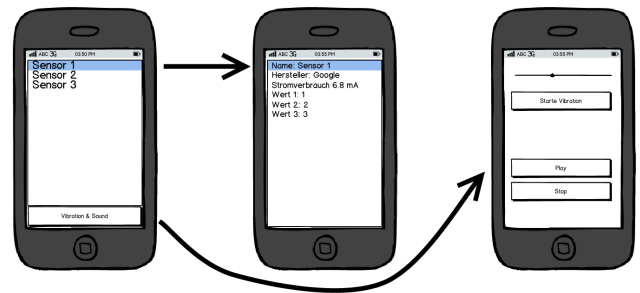 ABC 3G 03:50 PM
Sensor 1
Sensor 2
Sensor 3
Vibration & Sound
ABC 3G 03:55 PM
Name: Sensor 1
Hersteller: Google
Stromverbrauch 6.8 mA
Wert 1: 1
Wert 2: 2
Wert 3: 3
ABC 3G 03:55 PM
Starte Vibration
Play
Stop